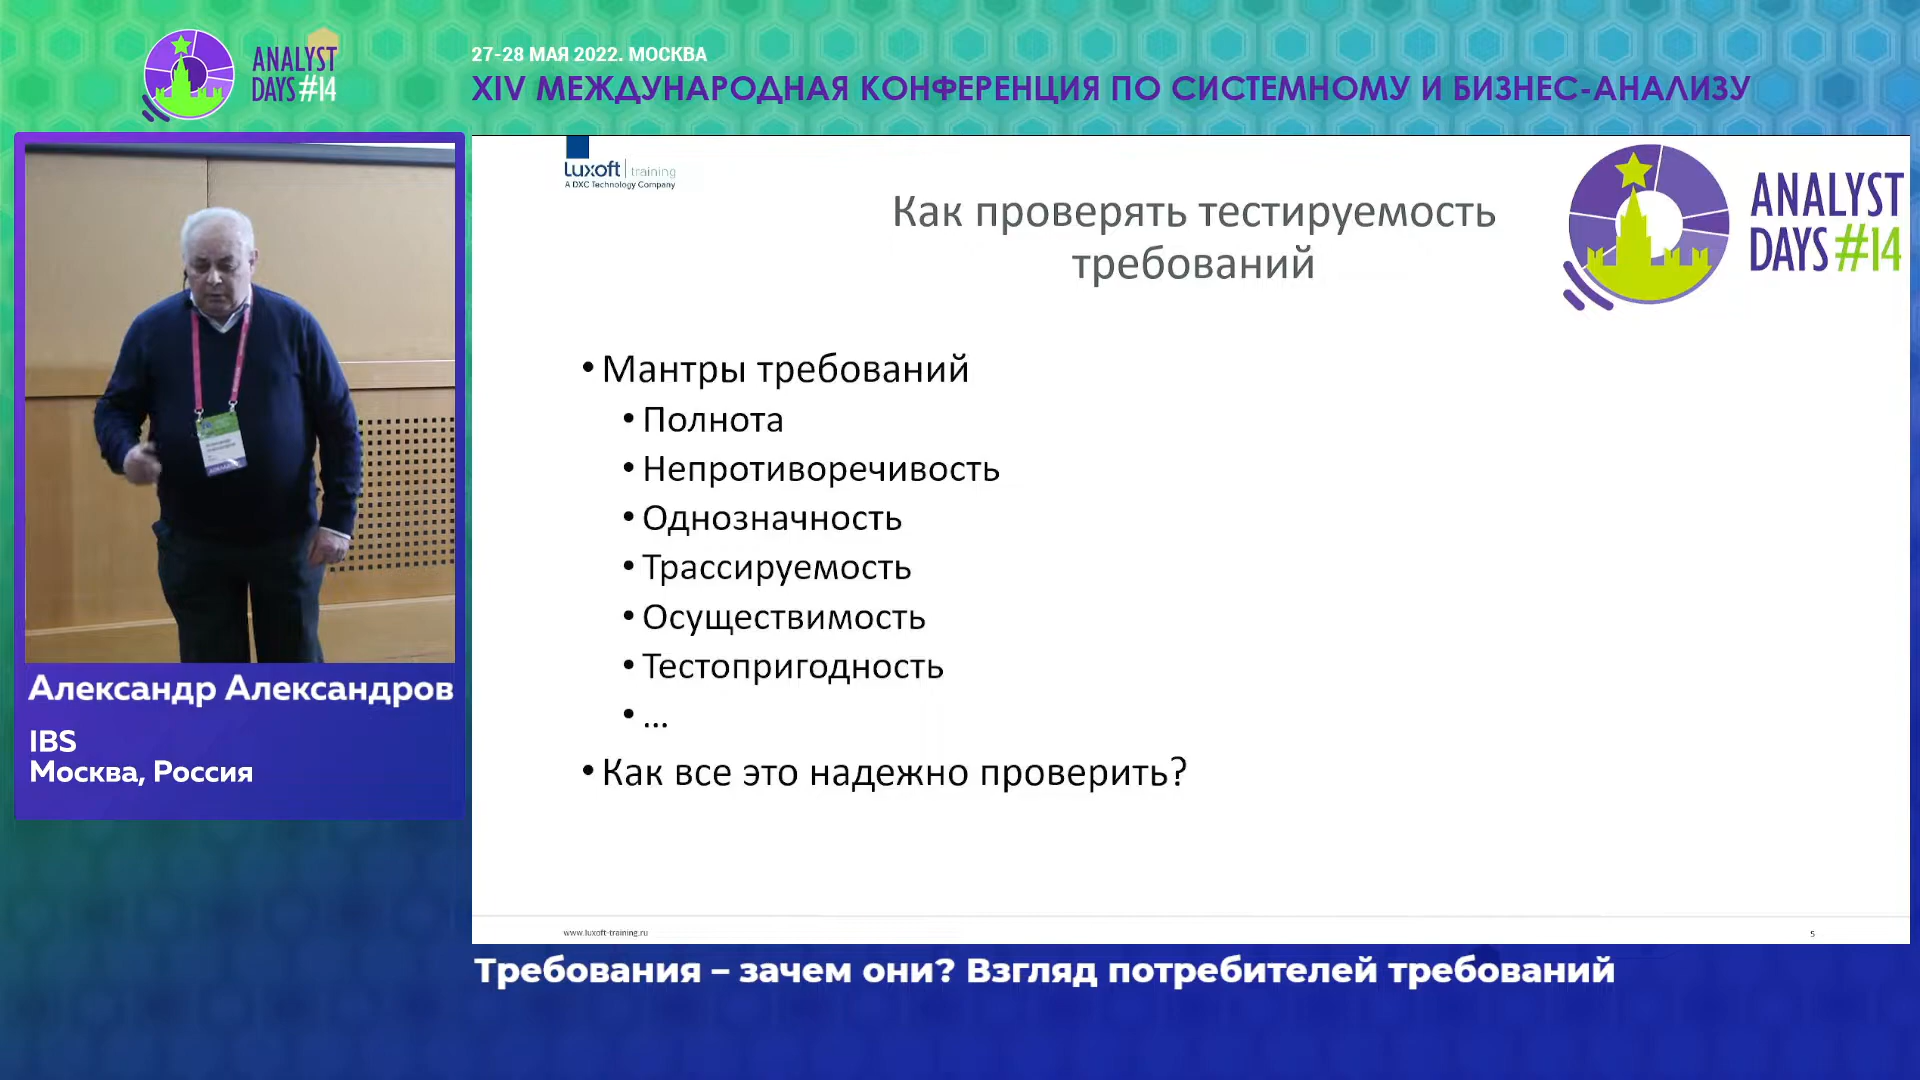 ANALYST
DAYS #14
27-28 МАЯ 2022. МОСКВА
XIV МЕЖДУНАРОДНАЯ КОНФЕРЕНЦИЯ ПО СИСТЕМНОМУ И БИЗНЕС-АНАЛИЗУ
Luxoft training
A DXC Technology Company
Как проверять тестируемость
требований
ANALYST
DAYS #14
• Мантры требований
• Полнота
• Непротиворечивость
• Однозначность
• Трассируемость
• Осуществимость
• Тестопригодность
• ...
• Как все это надежно проверить?
www.luxoft-training.ru
5
Александр Александров
IBS
Москва, Россия
Требования – зачем они? Взгляд потребителей требований